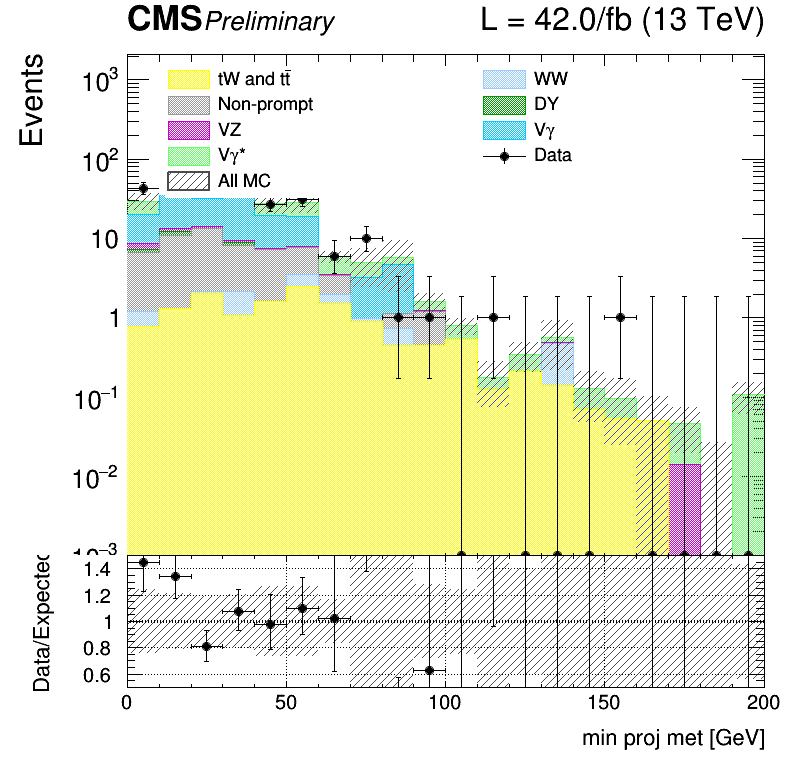 CMS Preliminary L = 42.0/fb (13 TeV)
Events
10³
10²
10
1
10⁻¹
10⁻²
10⁻³
tW and tt̄
Non-prompt
VZ
Vγ*
All MC
WW
DY
Vγ
Data
Data/Expected
1.4
1.2
1
0.8
0.6
0 50 100 150 200
min proj met [GeV]